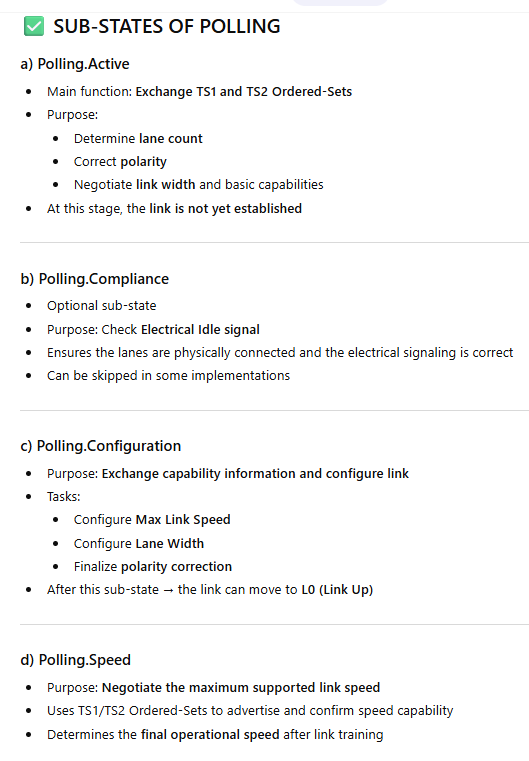 ✅ SUB-STATES OF POLLING
a) Polling.Active
• Main function: Exchange TS1 and TS2 Ordered-Sets
• Purpose:
• Determine lane count
• Correct polarity
• Negotiate link width and basic capabilities
• At this stage, the link is not yet established
b) Polling.Compliance
• Optional sub-state
• Purpose: Check Electrical Idle signal
• Ensures the lanes are physically connected and the electrical signaling is correct
• Can be skipped in some implementations
c) Polling.Configuration
• Purpose: Exchange capability information and configure link
• Tasks:
• Configure Max Link Speed
• Configure Lane Width
• Finalize polarity correction
• After this sub-state → the link can move to L0 (Link Up)
d) Polling.Speed
• Purpose: Negotiate the maximum supported link speed
• Uses TS1/TS2 Ordered-Sets to advertise and confirm speed capability
• Determines the final operational speed after link training